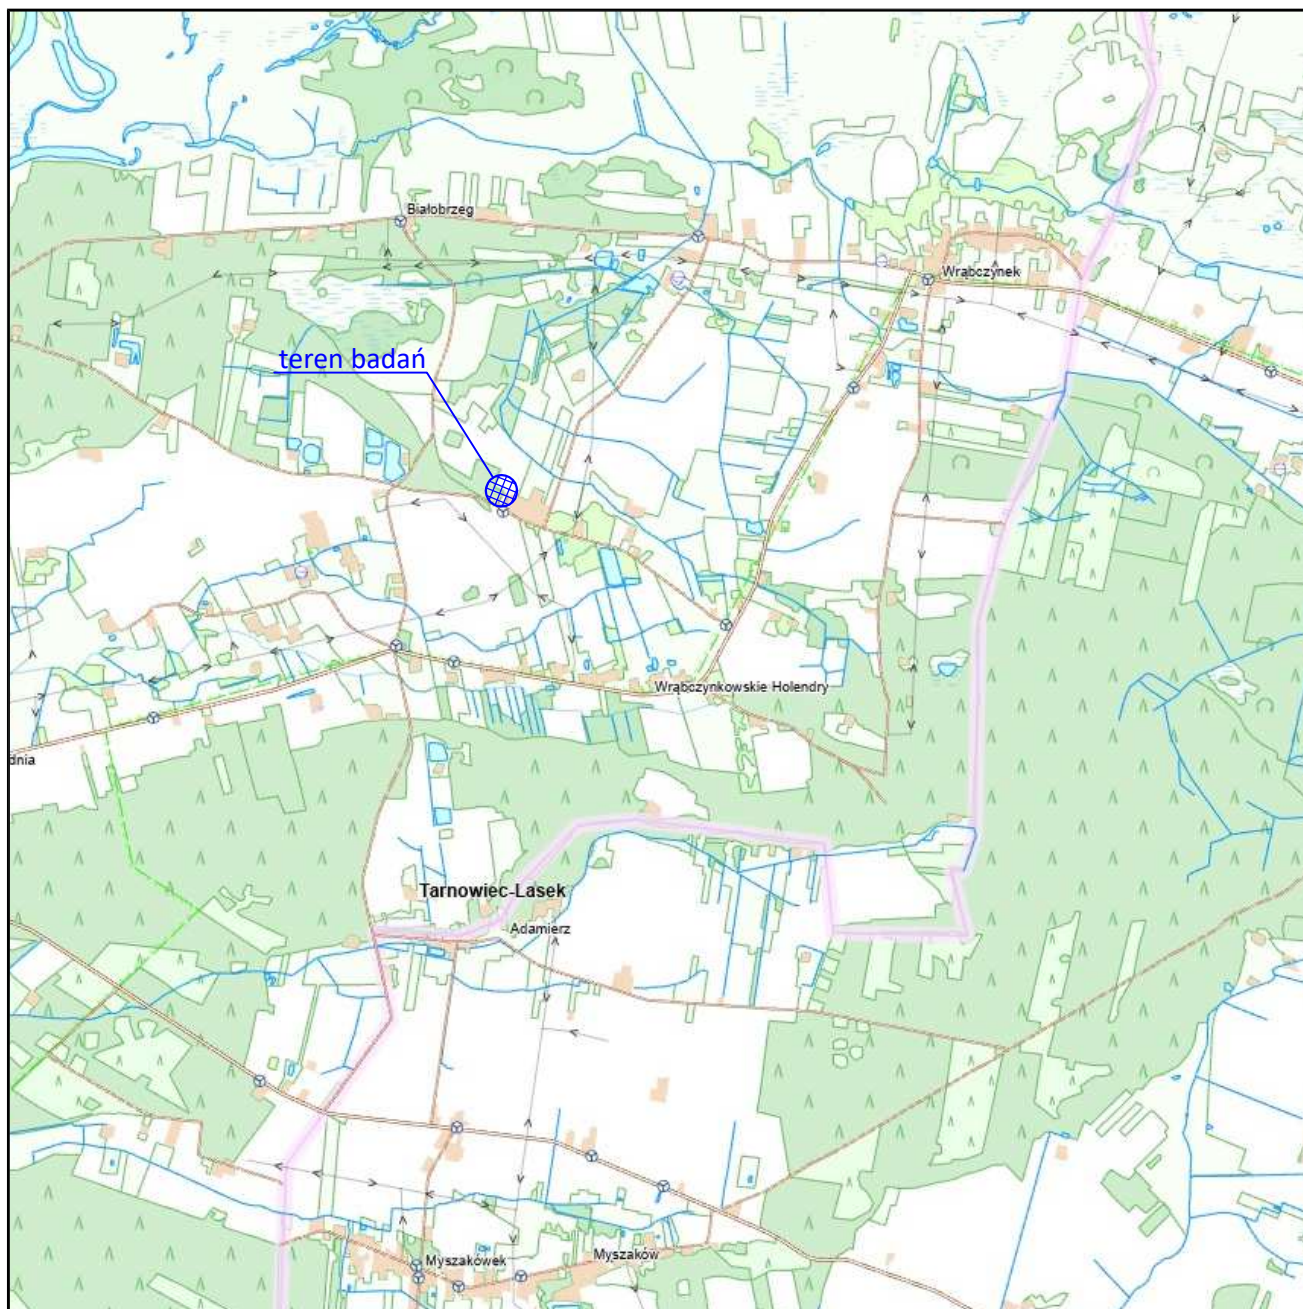 Białobrzeg
Wrąbczynek
teren badań
Wrąbczynkowskie Holendry
dnia
Tarnowiec-Lasek
Adamierz
Myszaków
Myszakówek